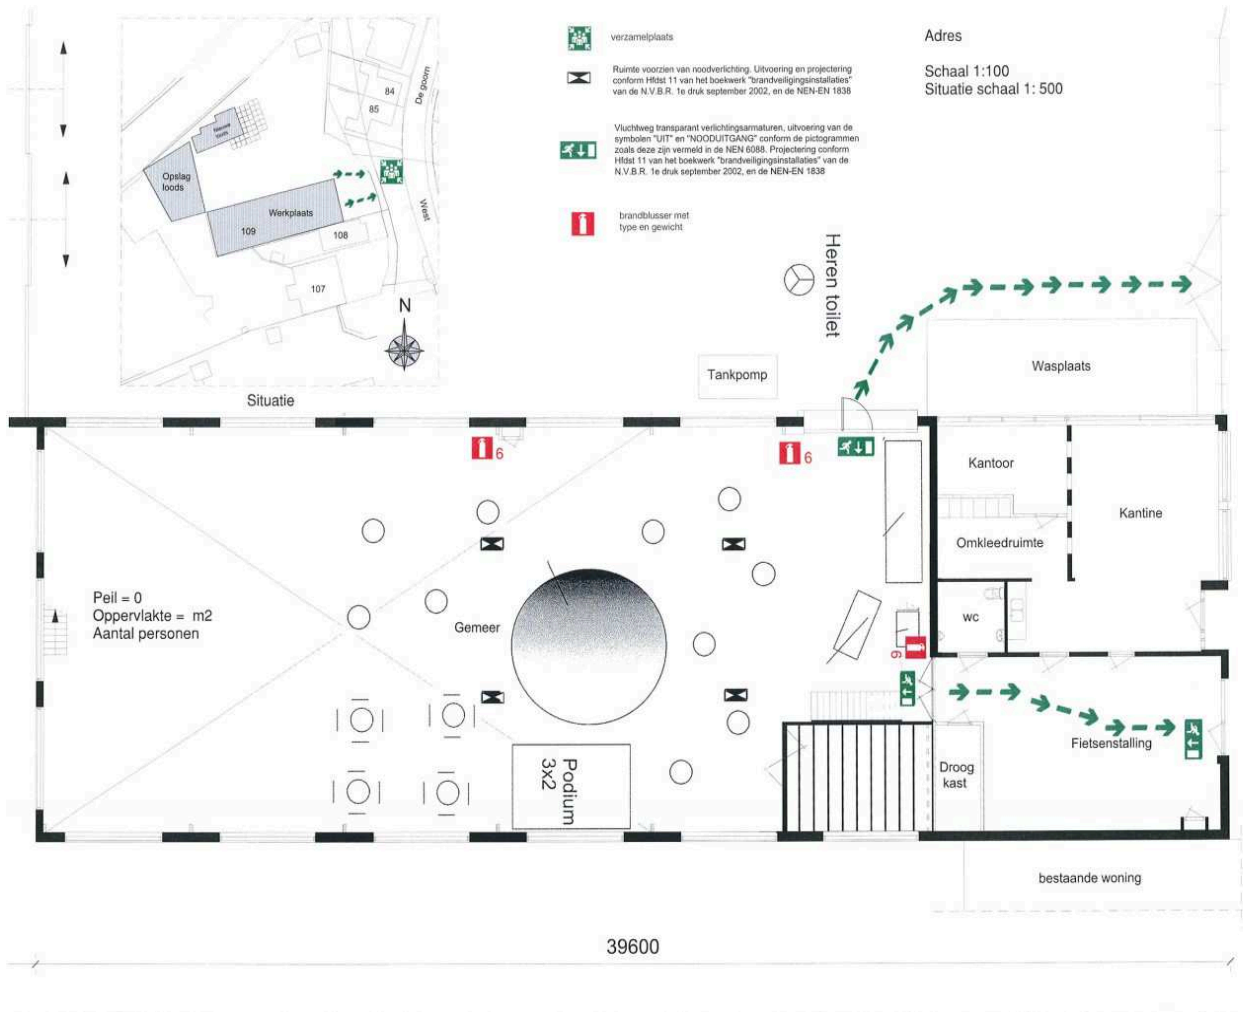 verzamelplaats
Ruimte voorzien van noodverlichting. Uitvoering en projectering
conform Hfdst 11 van het boekwerk "brandveiligingsinstallaties"
van de N.V.B.R. 1e druk september 2002, en de NEN-EN 1838
Vluchtweg transparant verlichtingsarmaturen, uitvoering van de
symbolen "UIT" en "NOODUITGANG" conform de pictogrammen
zoals deze zijn vermeld in de NEN 6088. Projectering conform
Hfdst 11 van het boekwerk "brandveiligingsinstallaties" van de
N.V.B.R. 1e druk september 2002, en de NEN-EN 1838
brandblusser met
type en gewicht
Adres
Schaal 1:100
Situatie schaal 1: 500
84
85
De goorn
Nieuwe
loods
Opslag
loods
Werkplaats
109
108
107
West
N
Situatie
Heren toilet
Tankpomp
Wasplaats
6
6
Kantoor
Kantine
Omkleedruimte
Peil = 0
Oppervlakte = m2
Aantal personen
Gemeer
wc
6
Podium
3x2
Droog
kast
Fietsenstalling
bestaande woning
39600